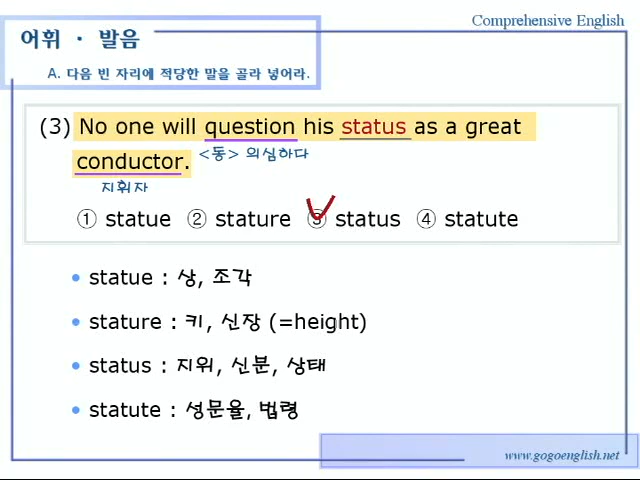 Comprehensive English
어휘 · 발음
A. 다음 빈 자리에 적당한 말을 골라 넣어라.
(3) No one will question his status as a great
conductor. <동> 의심하다
지휘자
① statue ② stature ③ status ④ statute
• statue : 상, 조각
• stature : 키, 신장 (=height)
• status : 지위, 신분, 상태
• statute : 성문율, 법령
www.gogoenglish.net